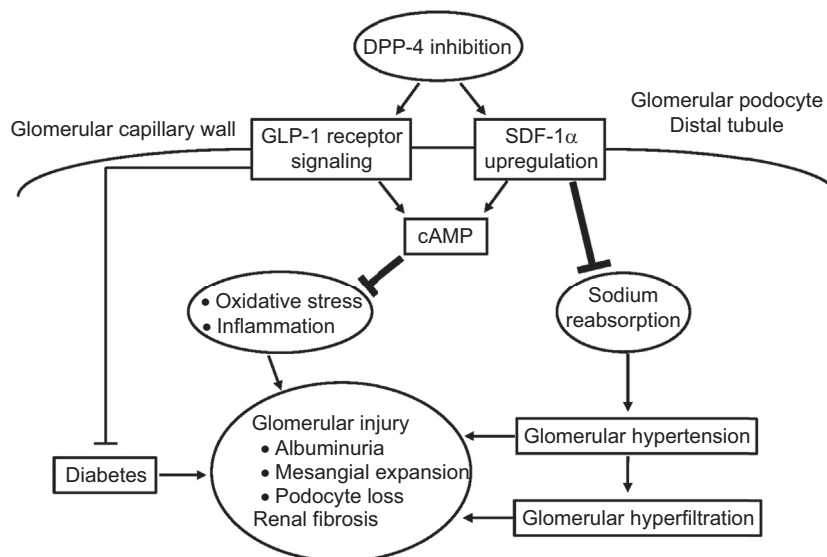 DPP-4 inhibition
Glomerular capillary wall
GLP-1 receptor
signaling
SDF-1α
upregulation
Glomerular podocyte
Distal tubule
cAMP
• Oxidative stress
• Inflammation
Sodium
reabsorption
Glomerular injury
• Albuminuria
• Mesangial expansion
• Podocyte loss
Renal fibrosis
Diabetes
Glomerular hypertension
Glomerular hyperfiltration